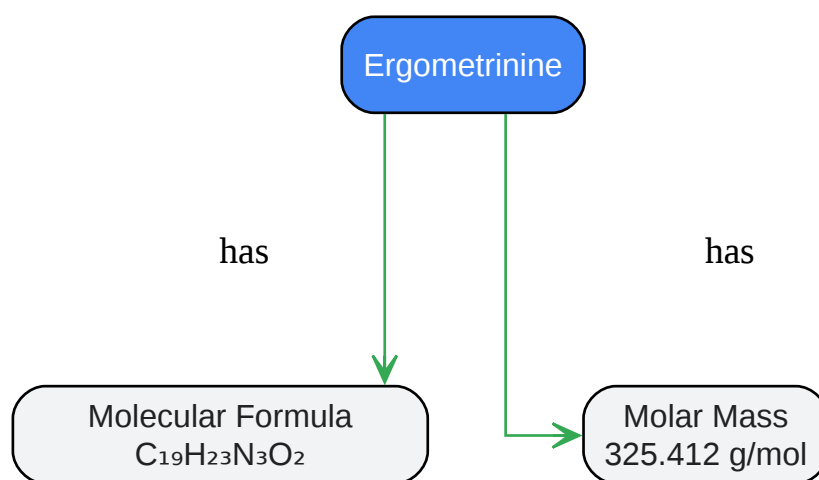 Ergometrinine
has
has
Molecular Formula
C₁₉H₂₃N₃O₂
Molar Mass
325.412 g/mol